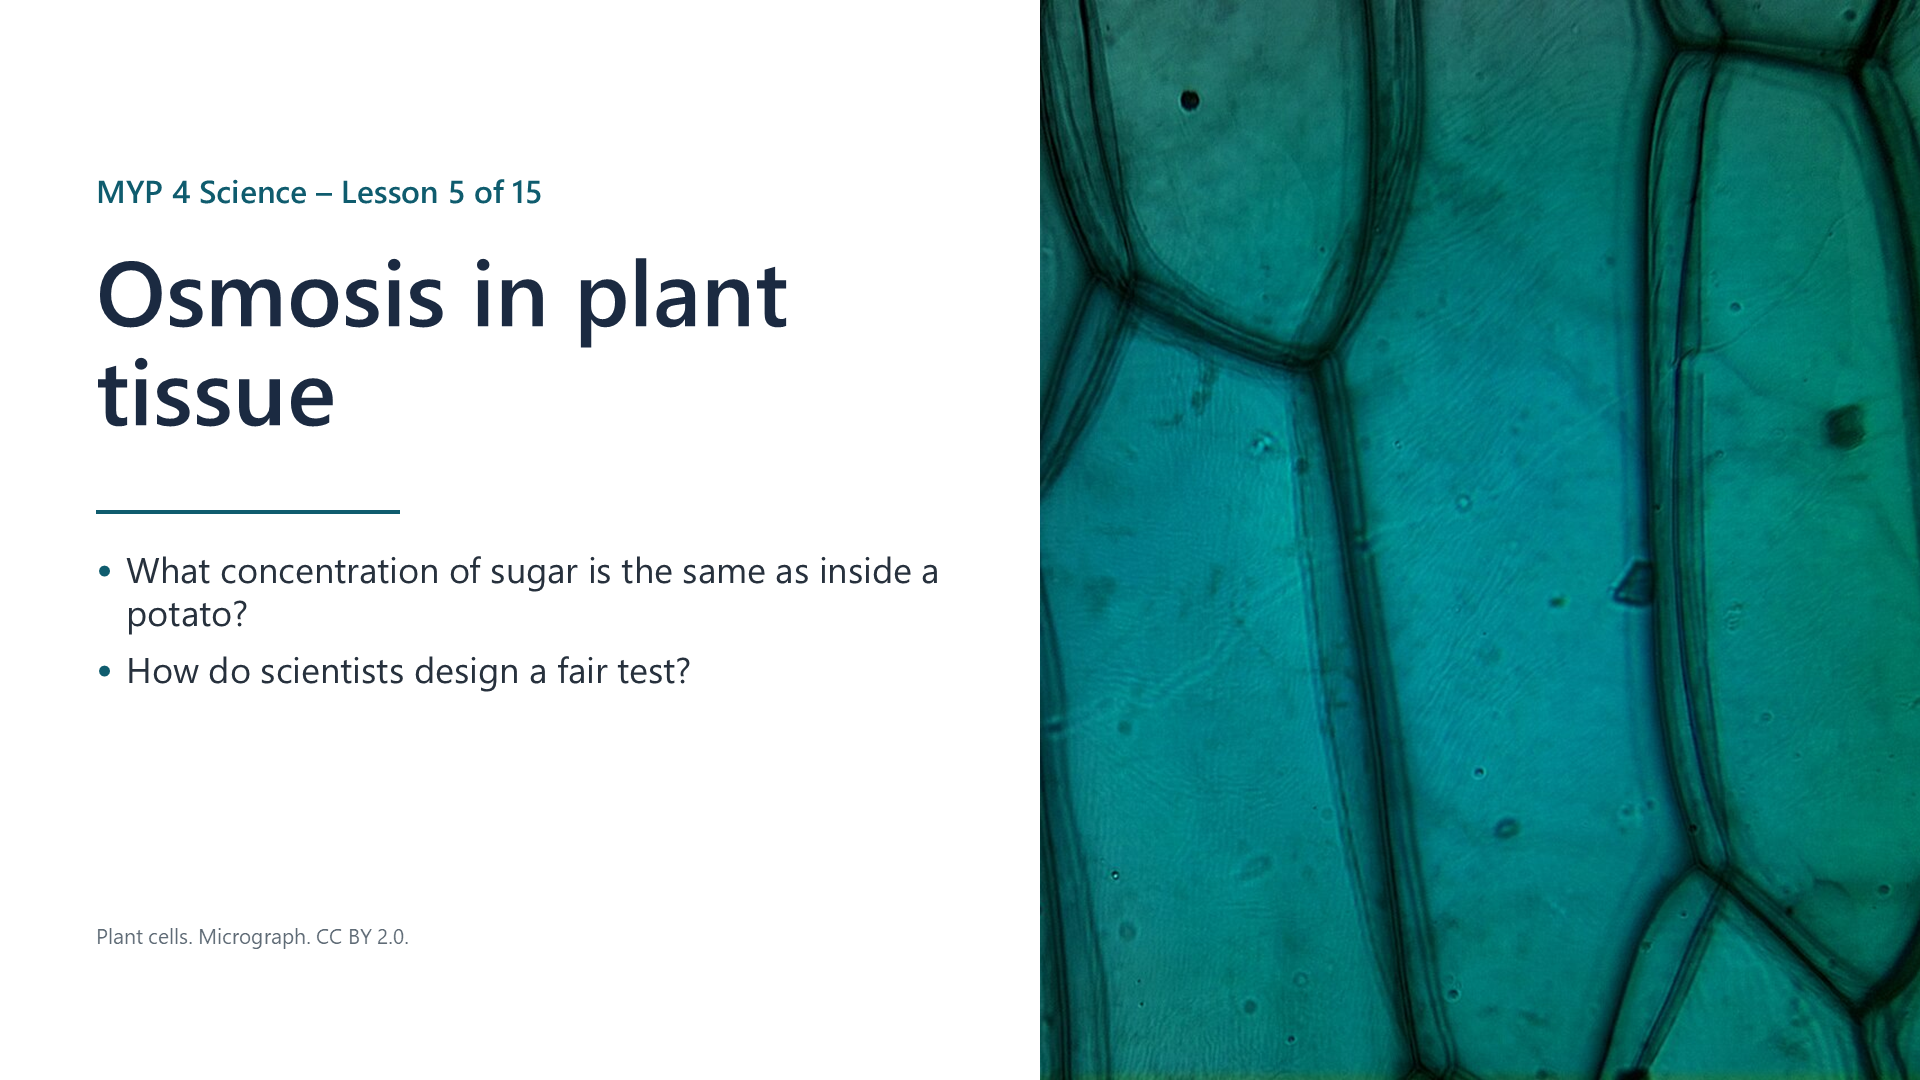 MYP 4 Science – Lesson 5 of 15
Osmosis in plant
tissue
• What concentration of sugar is the same as inside a
potato?
• How do scientists design a fair test?
Plant cells. Micrograph. CC BY 2.0.